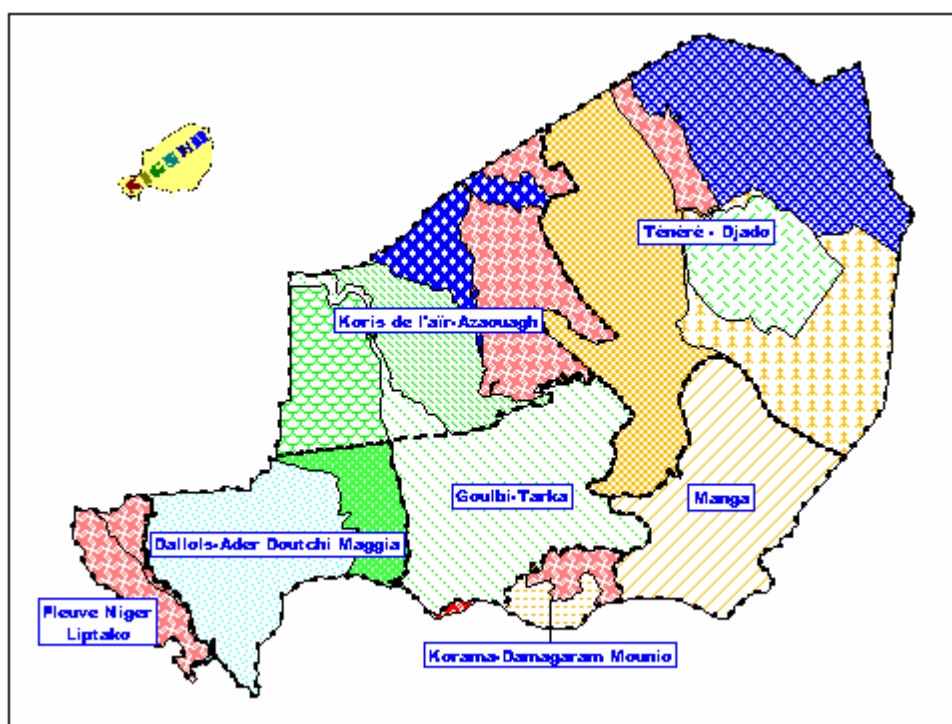 Ténéré - Djado
Koris de l'aïr-Azaouagh
Goulbi-Tarka
Manga
Dallols-Ader Doutchi Maggia
Fleuve Niger
Liptako
Korama-Damagaram Mounio